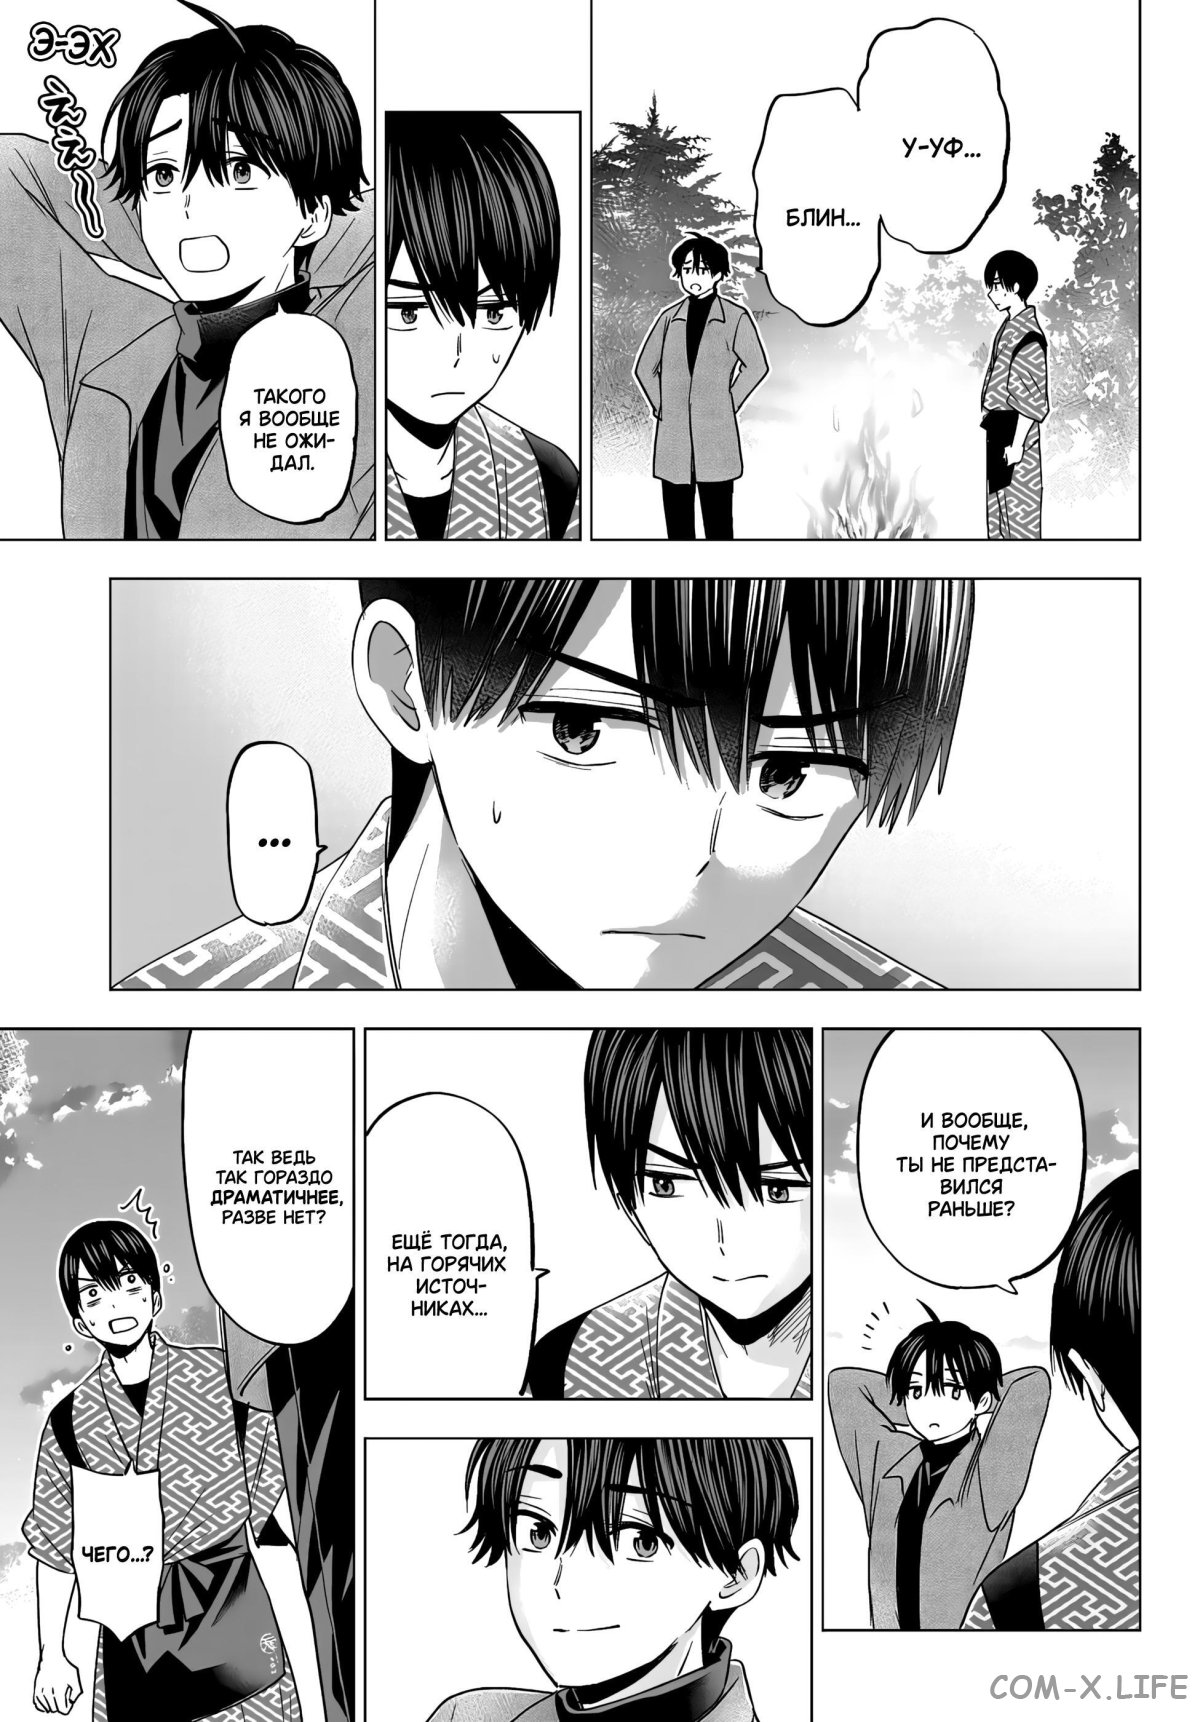 У-УФ...
БЛИН...
Э-ЭХ
ええ〜
ТАКОГО
Я ВООБЩЕ
НЕ ОЖИ-
ДАЛ.
...
И ВООБЩЕ,
ПОЧЕМУ
ТЫ НЕ ПРЕДСТА-
ВИЛСЯ
РАНЬШЕ?
ЕЩЁ ТОГДА,
НА ГОРЯЧИХ
ИСТОЧ-
НИКАХ...
ТАК ВЕДЬ
ТАК ГОРАЗДО
ДРАМАТИЧНЕЕ,
РАЗВЕ НЕТ?
ЧЕГО...?
COM-X.LIFE